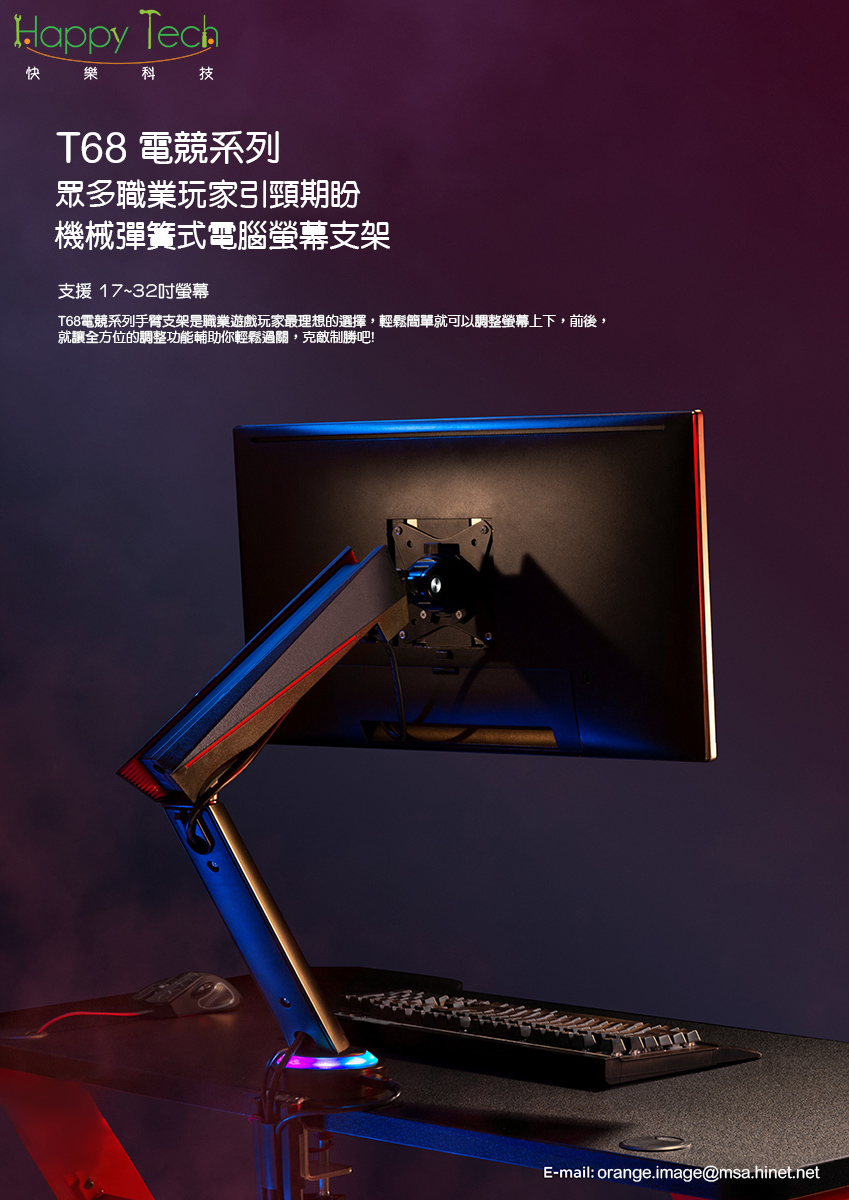 Happy Tech
快樂科技
T68 電競系列
眾多職業玩家引頸期盼
機械彈簧式電腦螢幕支架
支援 17~32吋螢幕
T68電競系列手臂支架是職業遊戲玩家最理想的選擇，輕鬆簡單就可以調整螢幕上下，前後，
就讓全方位的調整功能輔助你輕鬆過關，克敵制勝吧!
E-mail: orange.image@msa.hinet.net